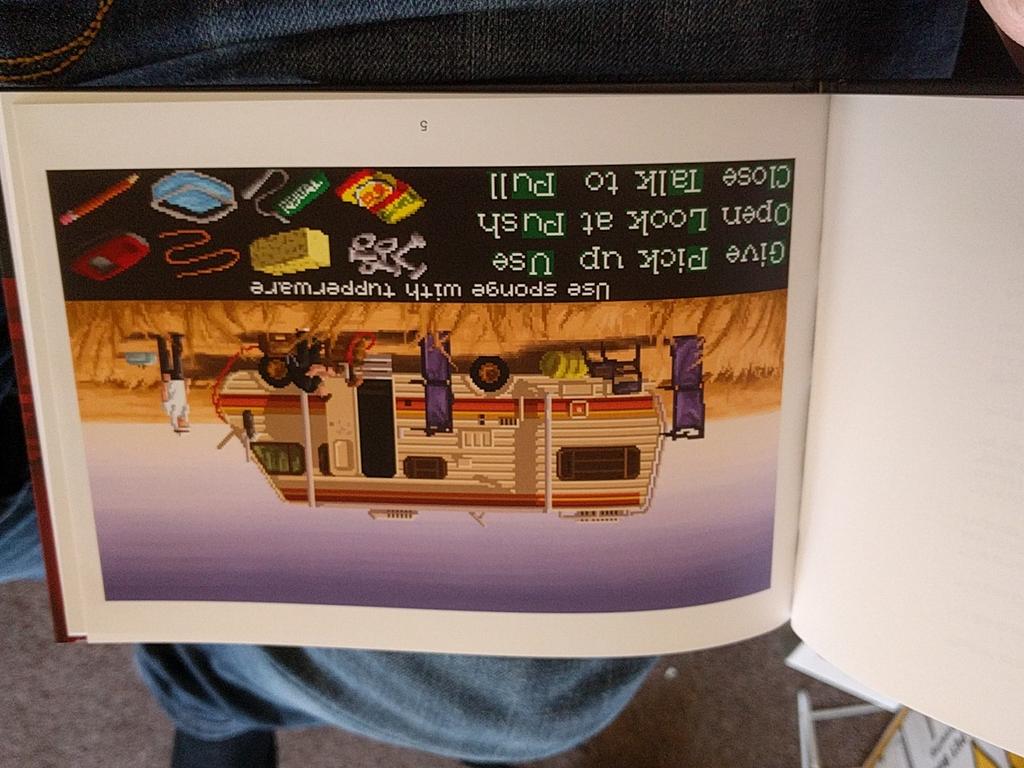 Use sponge with tupperware
Give Pick up Use
Open Look at Push
Close Talk to Pull
5